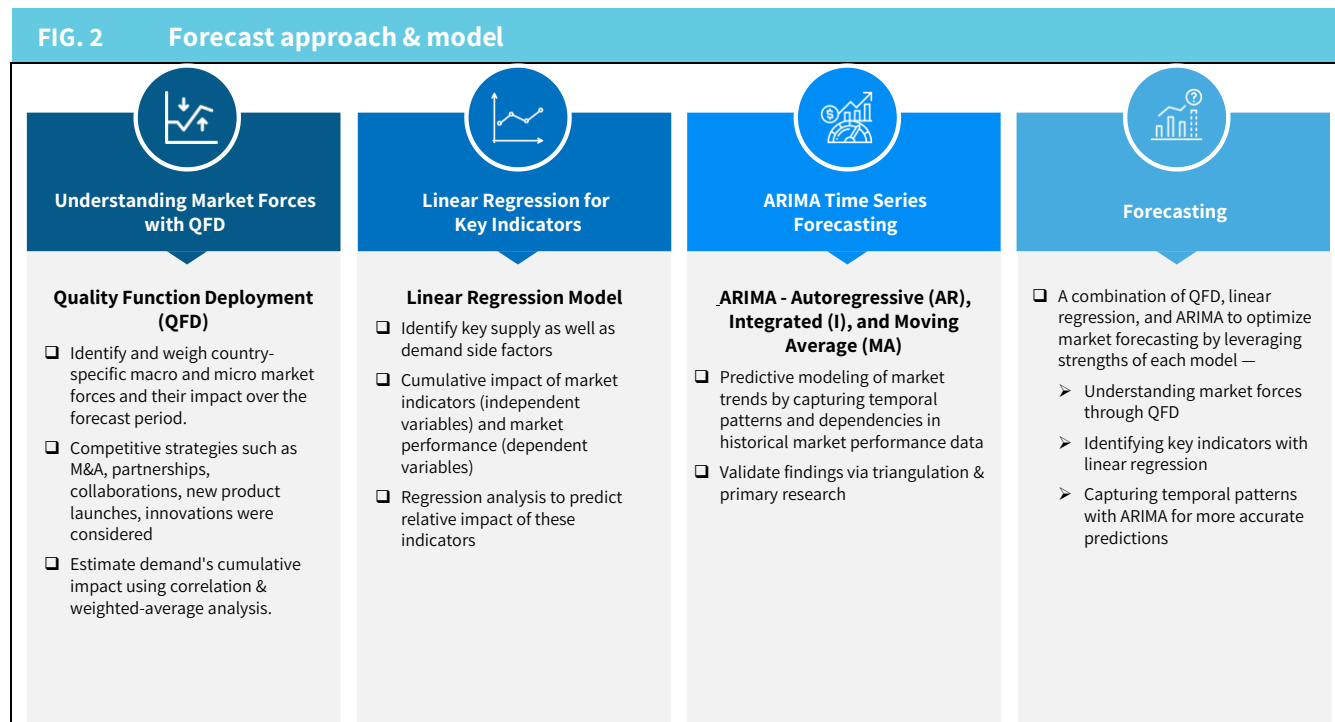 FIG. 2 Forecast approach & model
Understanding Market Forces
with QFD
Quality Function Deployment
(QFD)
❑ Identify and weigh country-
specific macro and micro market
forces and their impact over the
forecast period.
❑ Competitive strategies such as
M&A, partnerships,
collaborations, new product
launches, innovations were
considered
❑ Estimate demand's cumulative
impact using correlation &
weighted-average analysis.
Linear Regression for
Key Indicators
Linear Regression Model
❑ Identify key supply as well as
demand side factors
❑ Cumulative impact of market
indicators (independent
variables) and market
performance (dependent
variables)
❑ Regression analysis to predict
relative impact of these
indicators
ARIMA Time Series
Forecasting
ARIMA - Autoregressive (AR),
Integrated (I), and Moving
Average (MA)
❑ Predictive modeling of market
trends by capturing temporal
patterns and dependencies in
historical market performance data
❑ Validate findings via triangulation &
primary research
Forecasting
❑ A combination of QFD, linear
regression, and ARIMA to optimize
market forecasting by leveraging
strengths of each model —
➢ Understanding market forces
through QFD
➢ Identifying key indicators with
linear regression
➢ Capturing temporal patterns
with ARIMA for more accurate
predictions